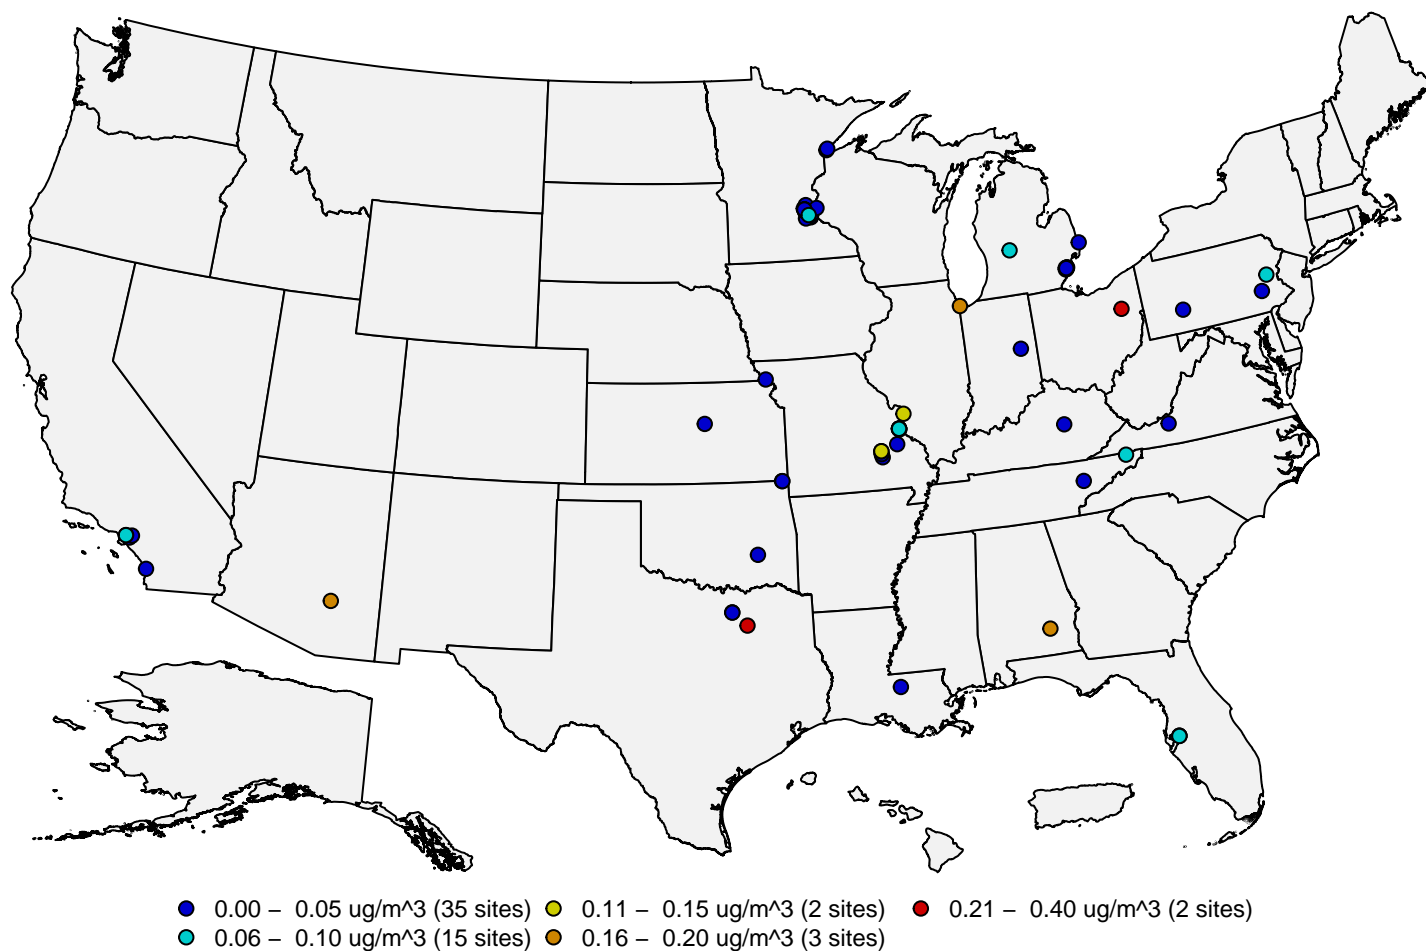 0.00 – 0.05 ug/m^3 (35 sites) 0.11 – 0.15 ug/m^3 (2 sites) 0.21 – 0.40 ug/m^3 (2 sites)
0.06 – 0.10 ug/m^3 (15 sites) 0.16 – 0.20 ug/m^3 (3 sites)